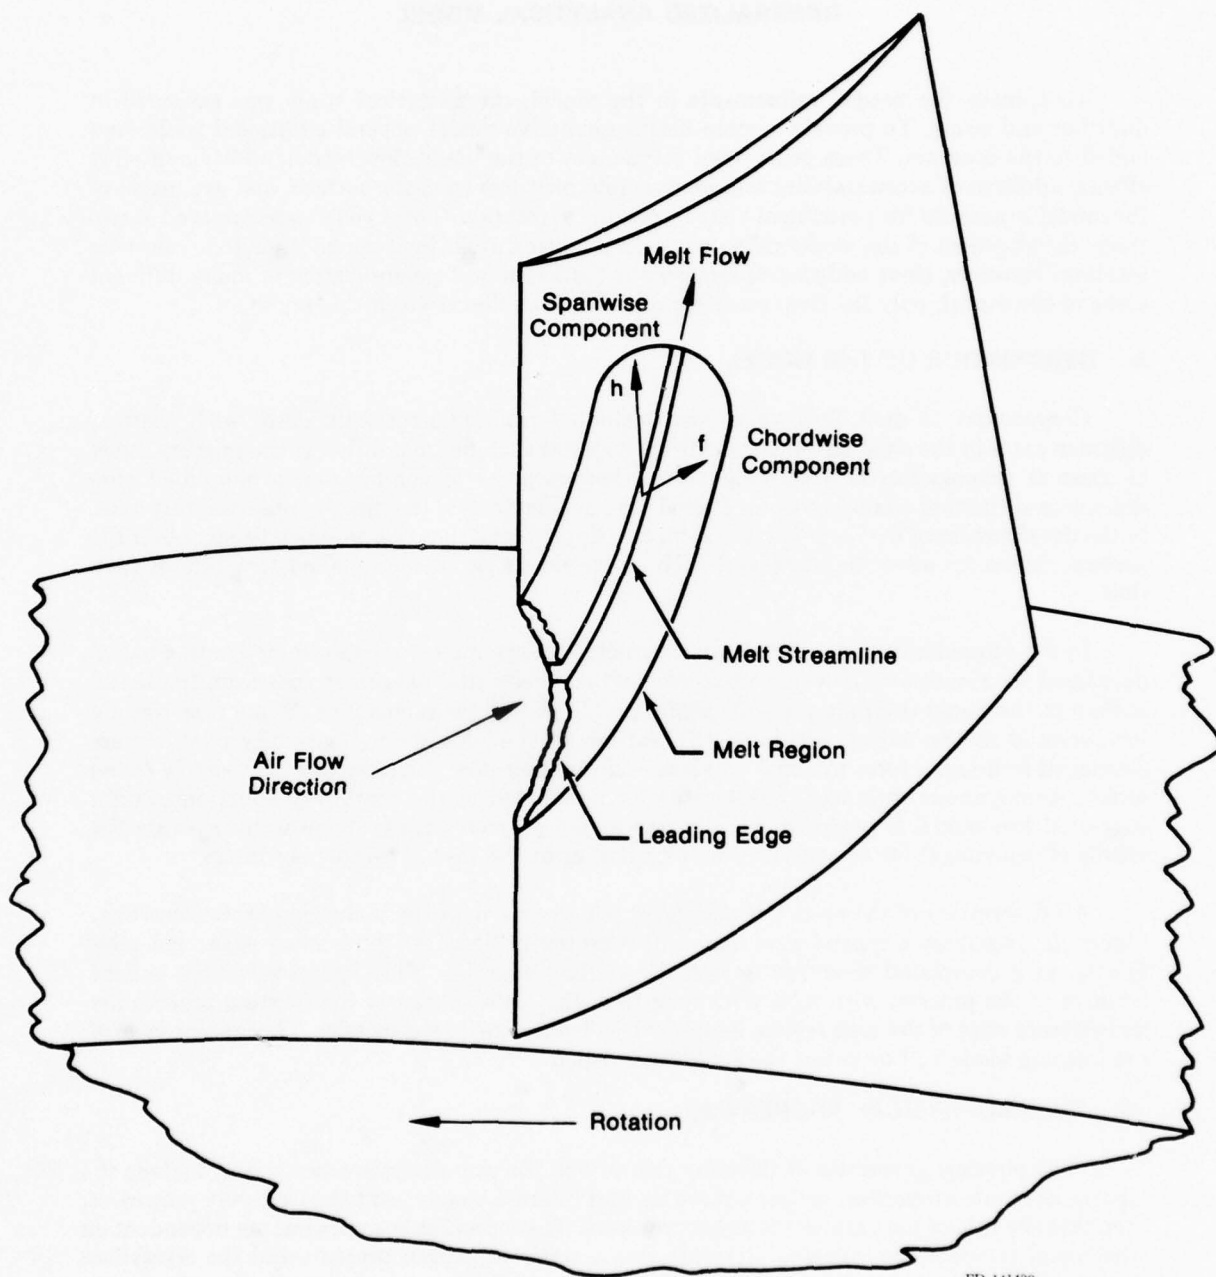 Melt Flow
Spanwise
Component
h
f
Chordwise
Component
Melt Streamline
Air Flow
Direction
Melt Region
Leading Edge
Rotation